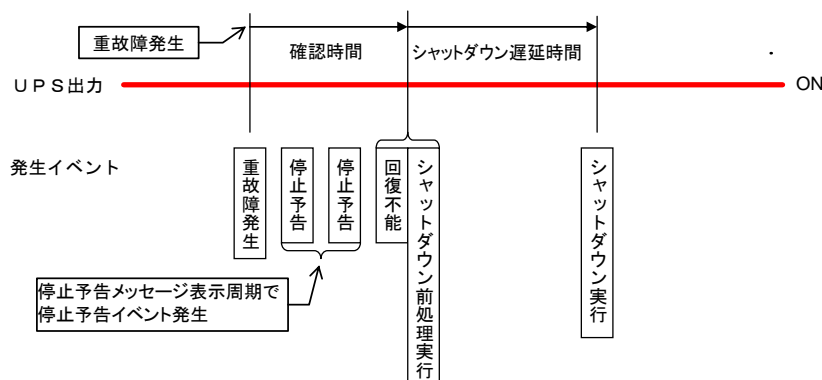 重故障発生
確認時間
シャットダウン遅延時間
ＵＰＳ出力
ON
発生イベント
重故障発生
停止予告
停止予告
回復不能
シャットダウン前処理実行
シャットダウン実行
停止予告メッセージ表示周期で
停止予告イベント発生